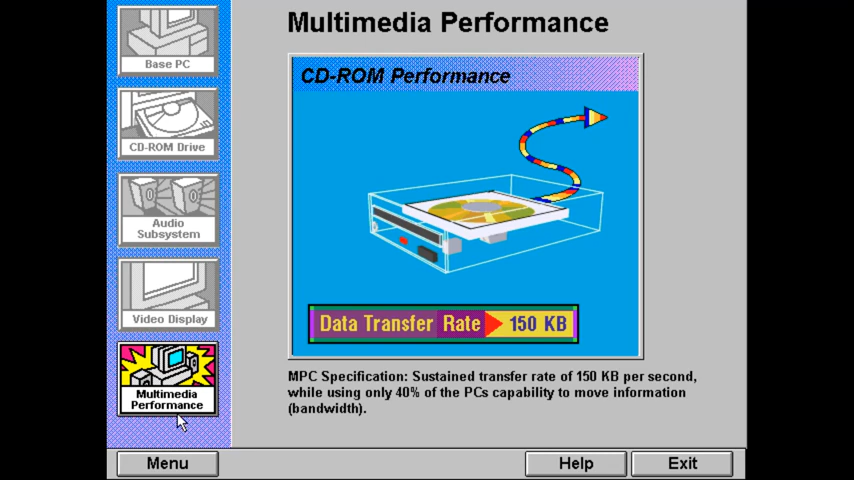 Multimedia Performance
Base PC
CD-ROM Drive
Audio
Subsystem
Video Display
Multimedia
Performance
CD-ROM Performance
Data Transfer Rate 150 KB
MPC Specification: Sustained transfer rate of 150 KB per second,
while using only 40% of the PCs capability to move information
(bandwidth).
Menu
Help
Exit